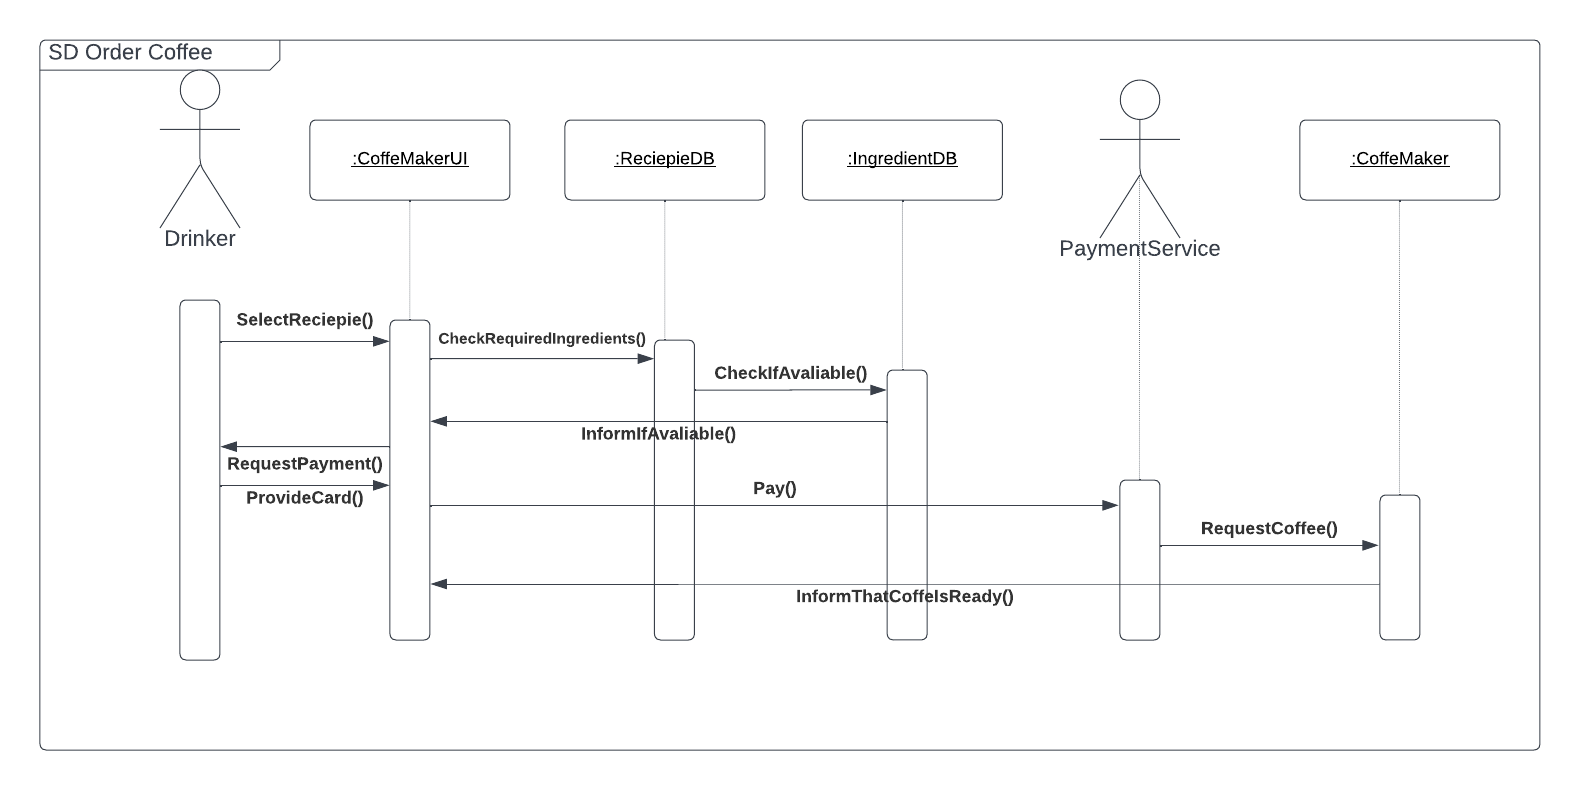 SD Order Coffee
Drinker
:CoffeMakerUI
:ReciepieDB
:IngredientDB
PaymentService
:CoffeMaker
SelectReciepie()
CheckRequiredIngredients()
CheckIfAvaliable()
InformIfAvaliable()
RequestPayment()
ProvideCard()
Pay()
RequestCoffee()
InformThatCoffeIsReady()